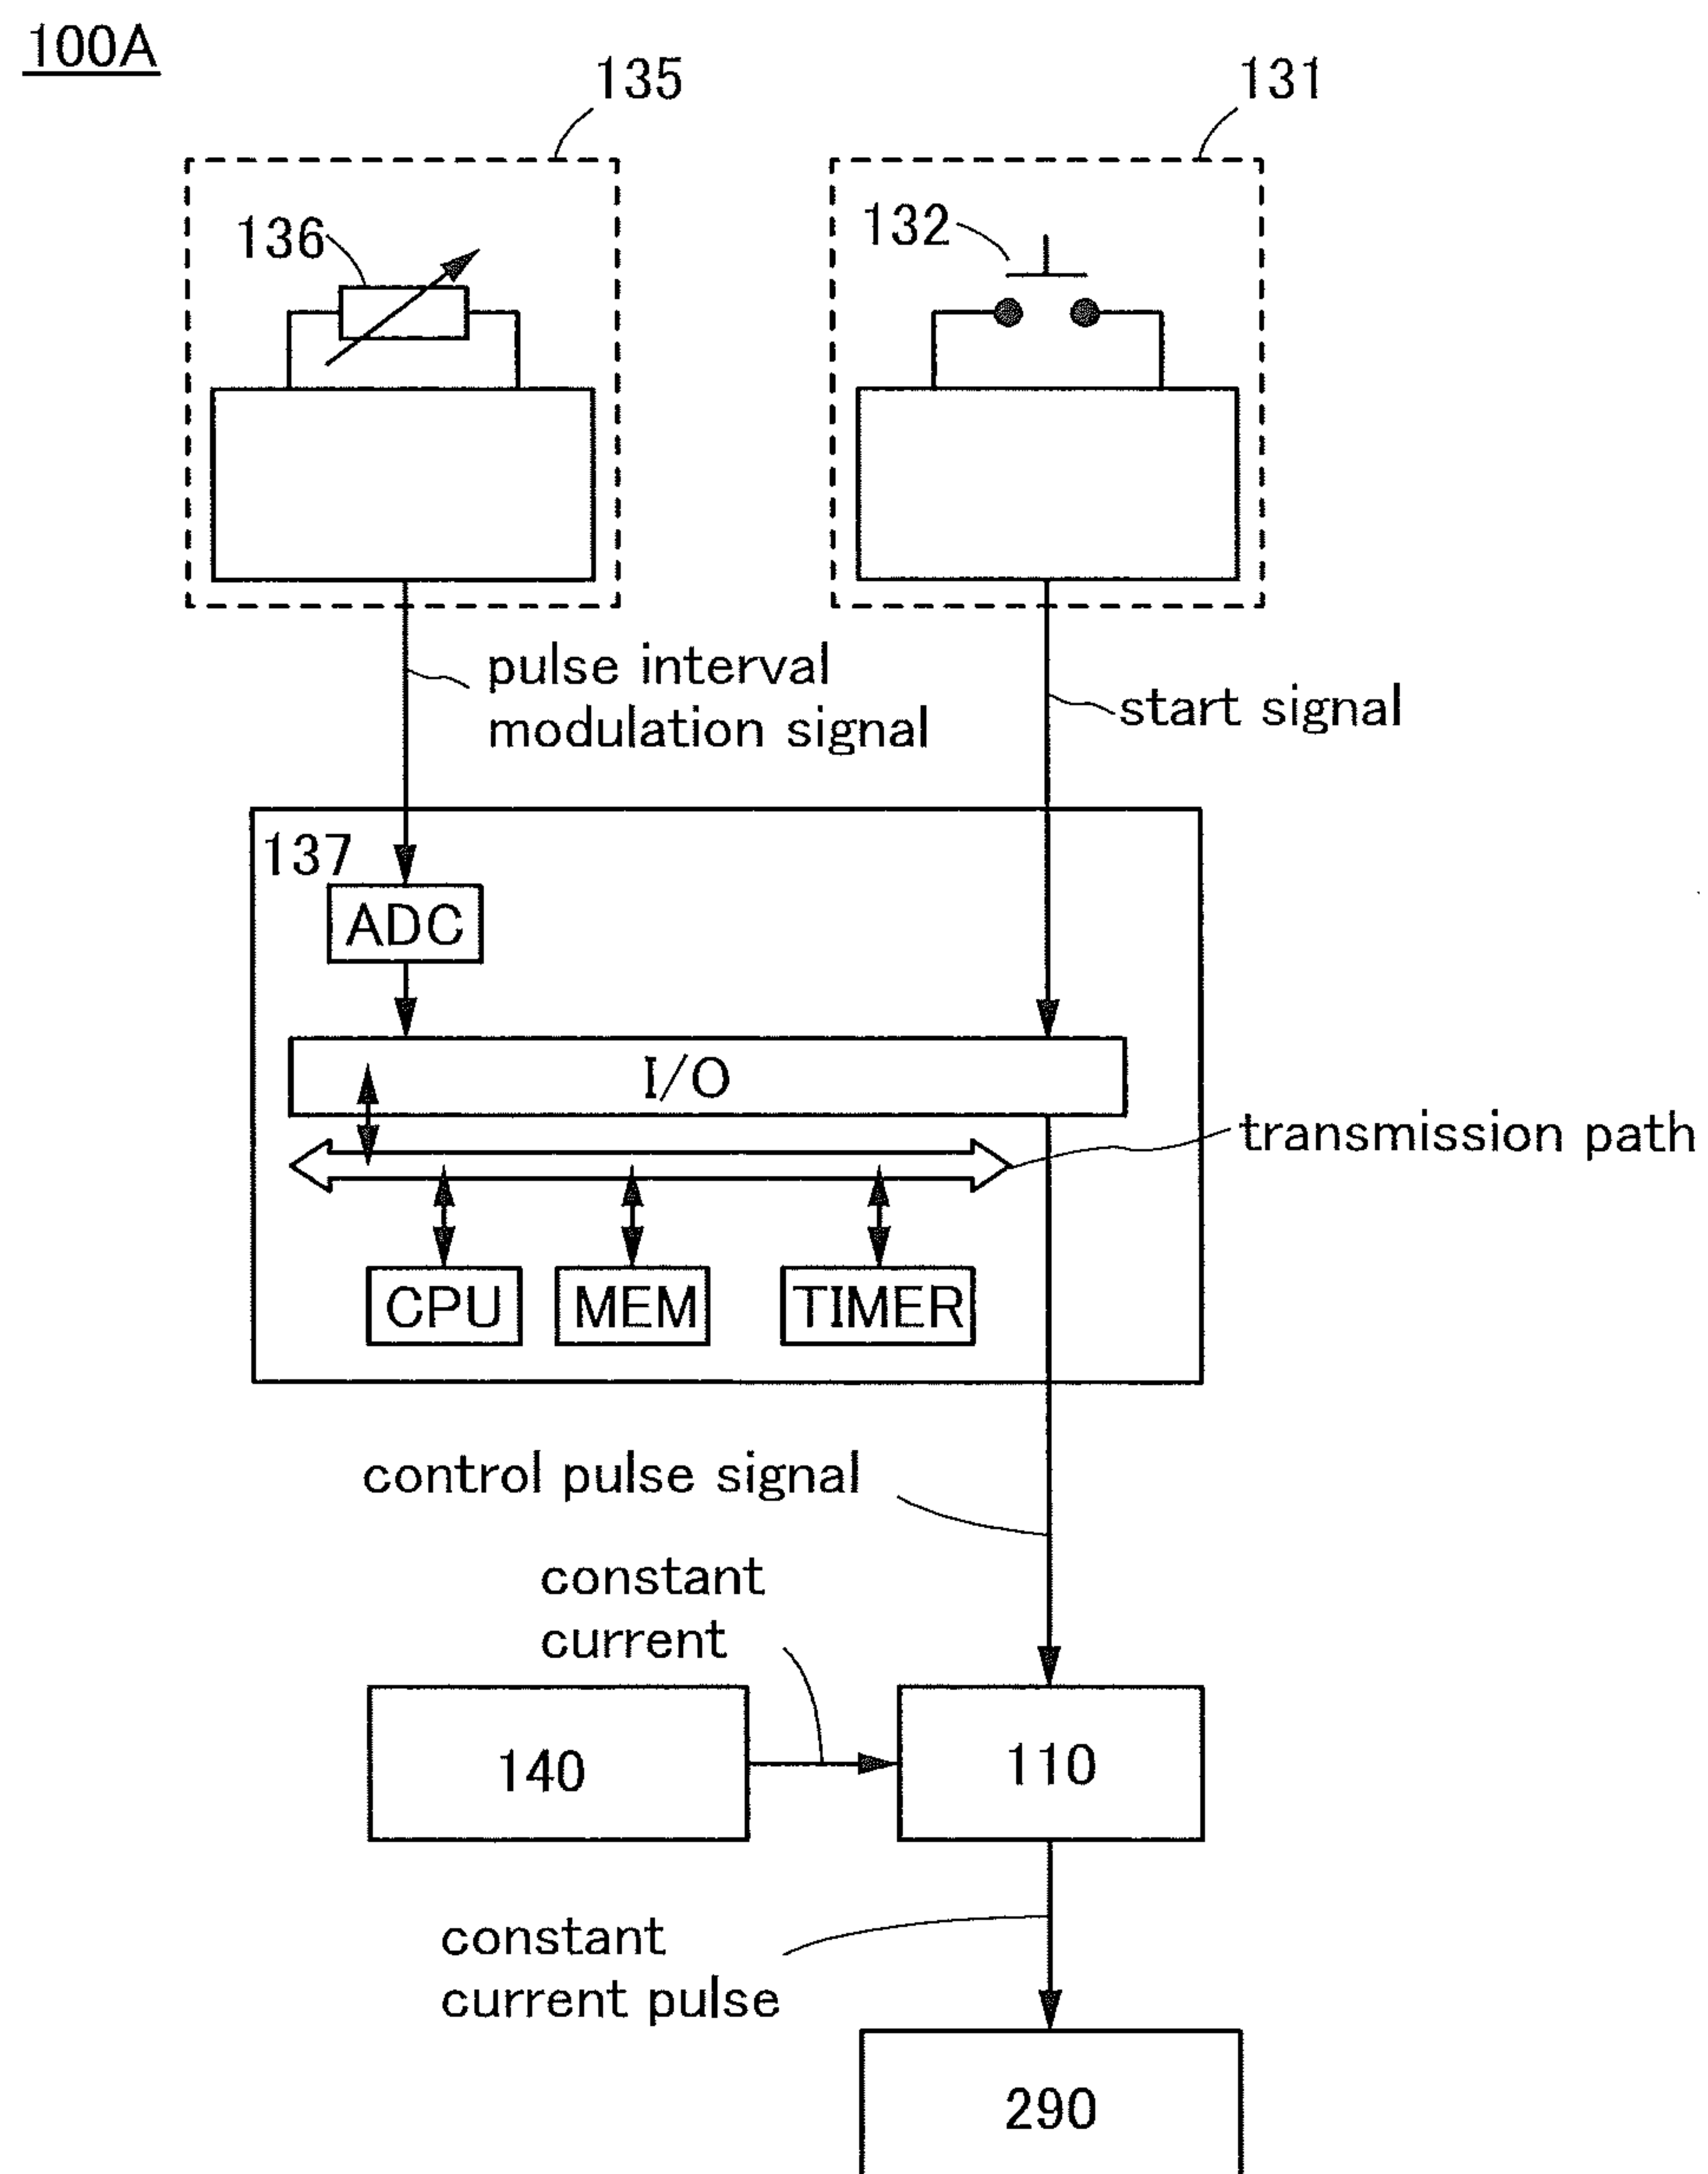 100A
135
131
136
132
pulse interval
modulation signal
start signal
137
ADC
I/O
transmission path
CPU
MEM
TIMER
control pulse signal
constant
current
140
110
constant
current pulse
290